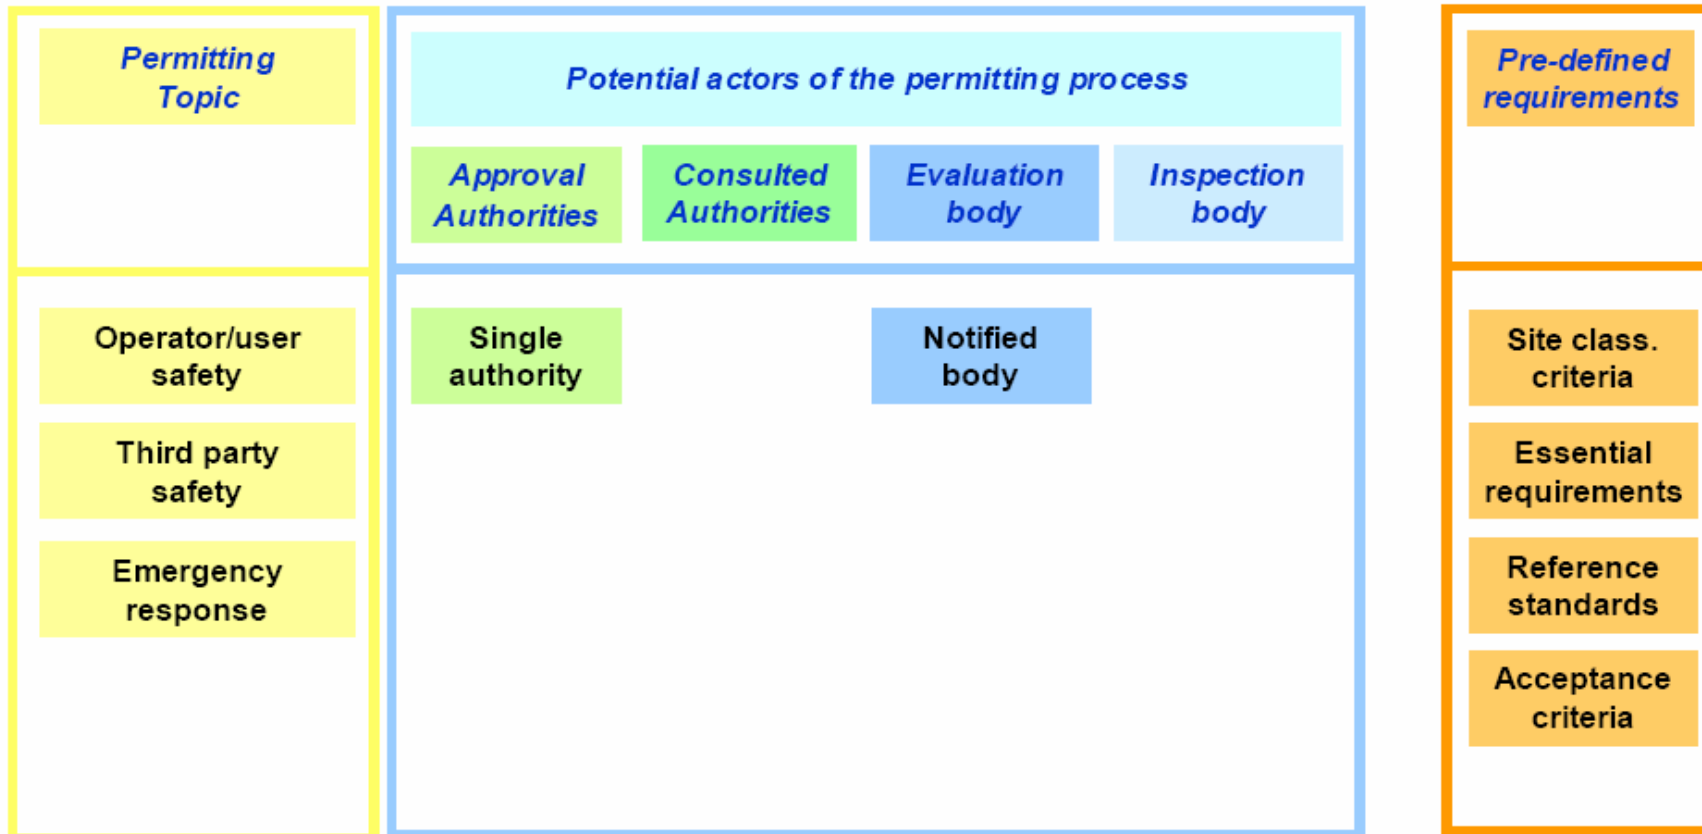 Permitting
Topic
Potential actors of the permitting process
Pre-defined
requirements
Approval
Authorities
Consulted
Authorities
Evaluation
body
Inspection
body
Operator/user
safety
Single
authority
Notified
body
Site class.
criteria
Third party
safety
Essential
requirements
Emergency
response
Reference
standards
Acceptance
criteria